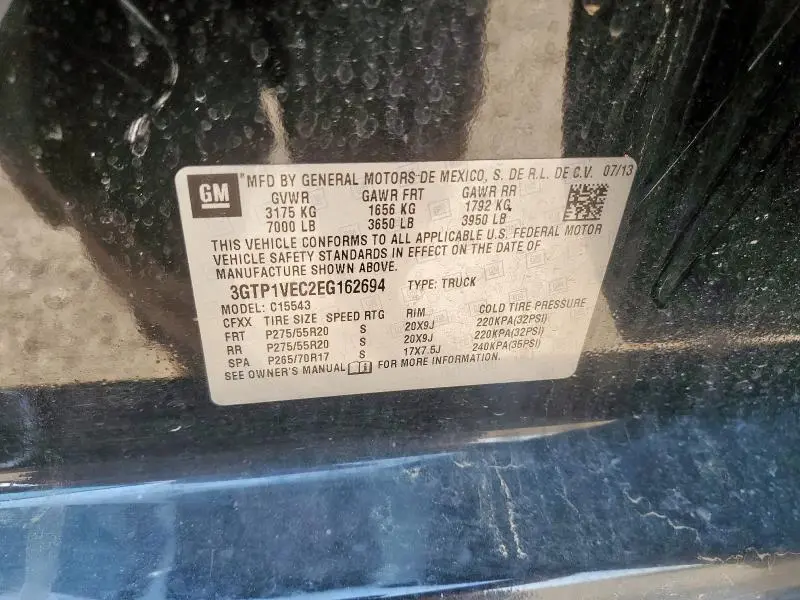 GM
*MFD BY GENERAL MOTORS DE MEXICO, S. DE R.L. DE C.V. 07/13
GVWR GAWR FRT GAWR RR
3175 KG 1656 KG 1792 KG
7000 LB 3650 LB 3950 LB
THIS VEHICLE CONFORMS TO ALL APPLICABLE U.S. FEDERAL MOTOR
VEHICLE SAFETY STANDARDS IN EFFECT ON THE DATE OF
MANUFACTURE SHOWN ABOVE.
3GTP1VEC2EG162694 TYPE: TRUCK
MODEL: C15543
CFXX TIRE SIZE SPEED RTG RIM COLD TIRE PRESSURE
FRT P275/55R20 S 20X9J 220KPA(32PSI)
RR P275/55R20 S 20X9J 220KPA(32PSI)
SPA P265/70R17 S 17X7.5J 240KPA(35PSI)
SEE OWNER'S MANUAL FOR MORE INFORMATION.